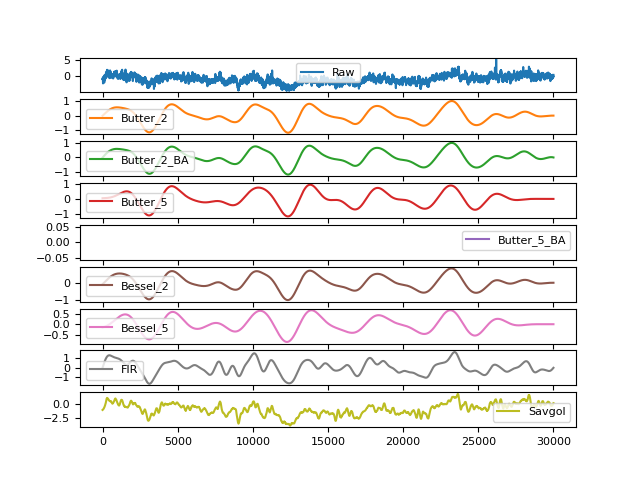 5
0
Raw
1
0
−1
Butter_2
1
0
−1
Butter_2_BA
1
0
−1
Butter_5
0.05
0.00
−0.05
Butter_5_BA
0
−1
Bessel_2
0.5
0.0
−0.5
Bessel_5
1
0
−1
FIR
0.0
−2.5
Savgol
0 5000 10000 15000 20000 25000 30000